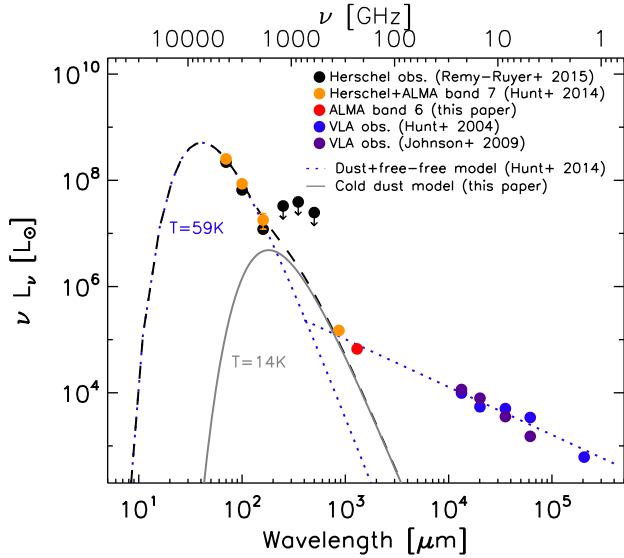 ν [GHz]
10000 1000 100 10 1
10^10
10^8
10^6
10^4
ν L_ν [L_⊙]
Herschel obs. (Remy-Ruyer+ 2015)
Herschel+ALMA band 7 (Hunt+ 2014)
ALMA band 6 (this paper)
VLA obs. (Hunt+ 2004)
VLA obs. (Johnson+ 2009)
Dust+free-free model (Hunt+ 2014)
Cold dust model (this paper)
T=59K
T=14K
10^1 10^2 10^3 10^4 10^5
Wavelength [μm]